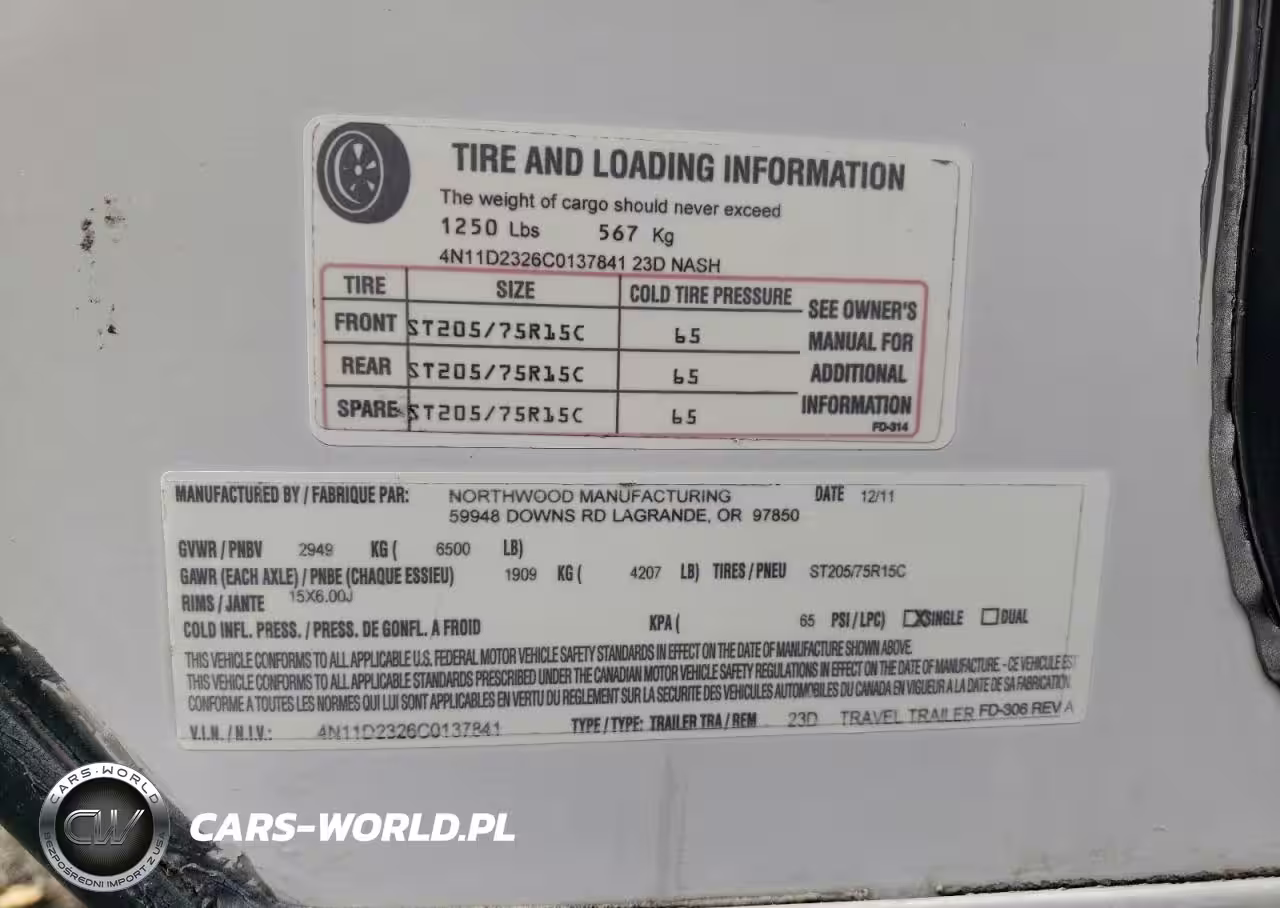 TIRE AND LOADING INFORMATION
The weight of cargo should never exceed
1250 Lbs 567 Kg
4N11D2326C0137841 23D NASH
TIRE SIZE COLD TIRE PRESSURE
FRONT ST205/75R15C 65
REAR ST205/75R15C 65
SPARE ST205/75R15C 65
SEE OWNER'S
MANUAL FOR
ADDITIONAL
INFORMATION
FD-314
MANUFACTURED BY / FABRIQUE PAR: NORTHWOOD MANUFACTURING DATE 12/11
59948 DOWNS RD LAGRANDE, OR 97850
GVWR / PNBV 2949 KG ( 6500 LB)
GAWR (EACH AXLE) / PNBE (CHAQUE ESSIEU) 1909 KG ( 4207 LB) TIRES / PNEU ST205/75R15C
RIMS / JANTE 15X6.00J
COLD INFL. PRESS. / PRESS. DE GONFL. A FROID KPA ( 65 PSI / LPC) SINGLE DUAL
THIS VEHICLE CONFORMS TO ALL APPLICABLE U.S. FEDERAL MOTOR VEHICLE SAFETY STANDARDS IN EFFECT ON THE DATE OF MANUFACTURE SHOWN ABOVE.
THIS VEHICLE CONFORMS TO ALL APPLICABLE STANDARDS PRESCRIBED UNDER THE CANADIAN MOTOR VEHICLE SAFETY REGULATIONS IN EFFECT ON THE DATE OF MANUFACTURE. - CE VEHICULE EST
CONFORME A TOUTES LES NORMES QUI LUI SONT APPLICABLES EN VERTU DU REGLEMENT SUR LA SECURITE DES VEHICULES AUTOMOBILES DU CANADA EN VIGUEUR A LA DATE DE SA FABRICATION
V.I.N. / N.I.V.: 4N11D2326C0137841 TYPE / TYPE: TRAILER TRA / REM 23D TRAVEL TRAILER FD-306 REV A
CARS-WORLD
CW
BEZPOŚREDNI IMPORT Z USA
CARS-WORLD.PL